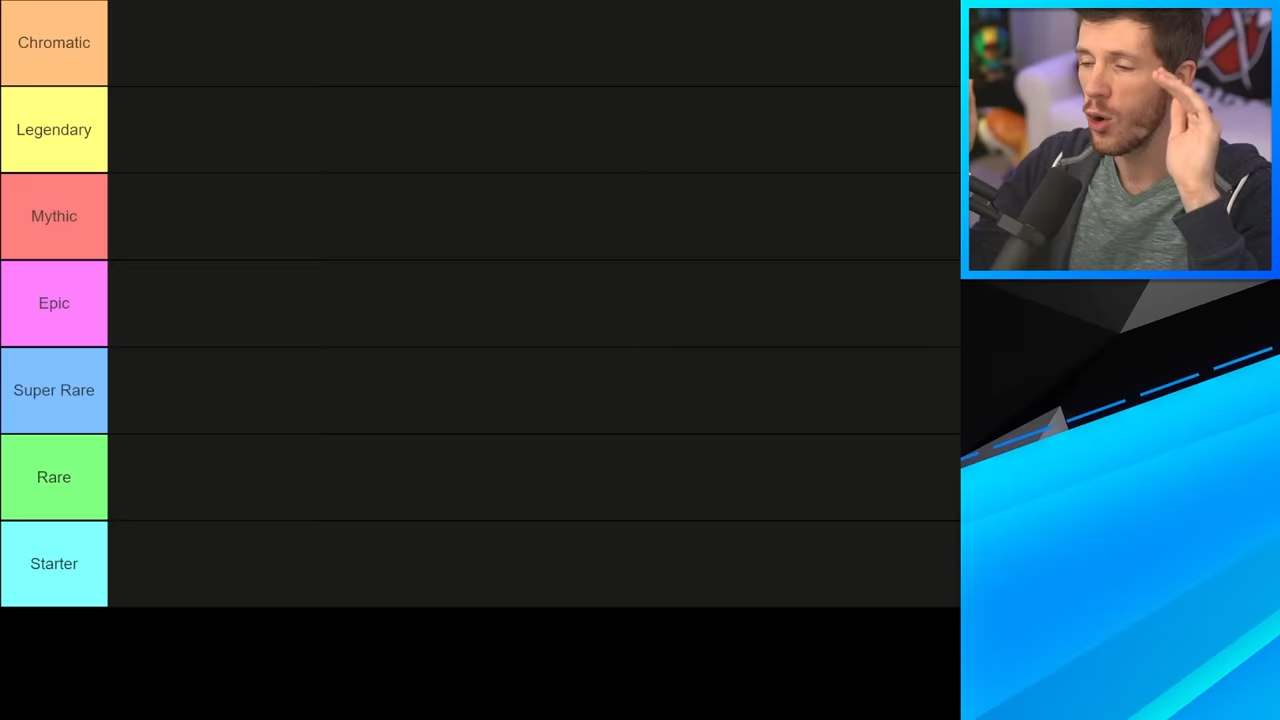 Chromatic
Legendary
Mythic
Epic
Super Rare
Rare
Starter